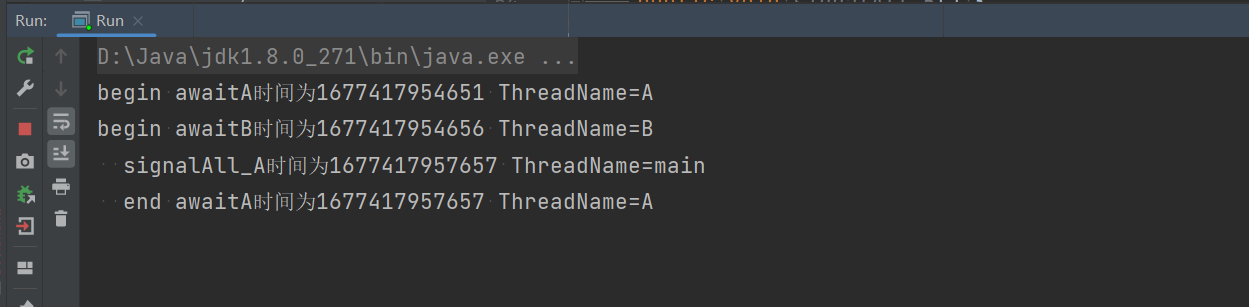 Run: Run
D:\Java\jdk1.8.0_271\bin\java.exe ...
begin awaitA时间为1677417954651 ThreadName=A
begin awaitB时间为1677417954656 ThreadName=B
  signalAll_A时间为1677417957657 ThreadName=main
  end awaitA时间为1677417957657 ThreadName=A